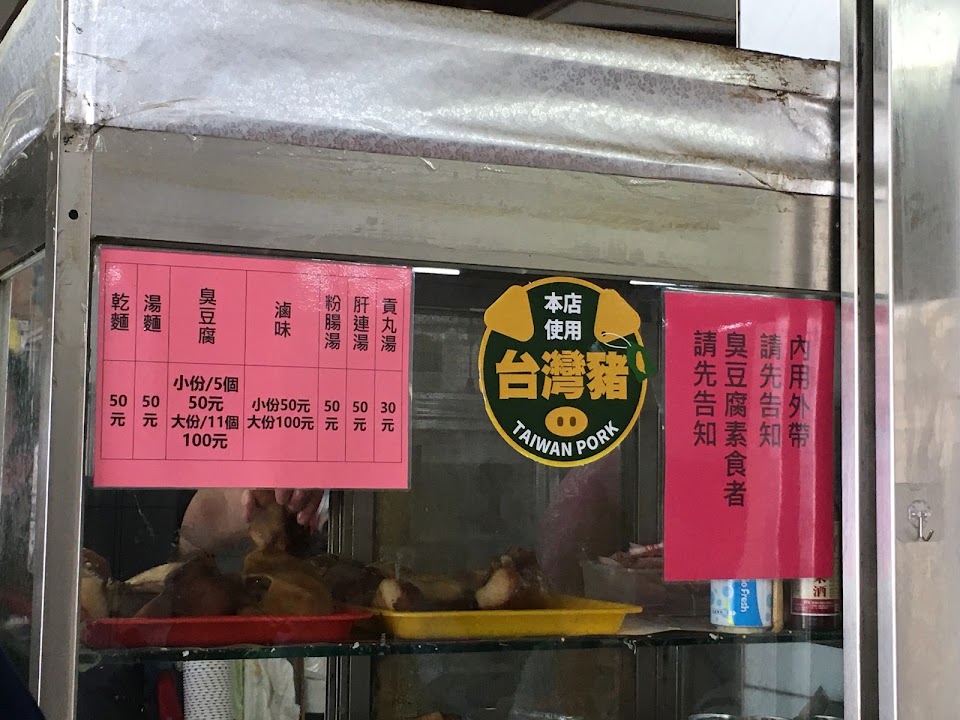 乾麵
50元
湯麵
50元
臭豆腐
小份/5個
50元
大份/11個
100元
滷味
小份50元
大份100元
粉腸湯
50元
肝連湯
50元
貢丸湯
30元
本店
使用
台灣豬
TAIWAN PORK
內用外帶
請先告知
臭豆腐素食者
請先告知
Fresh
酒